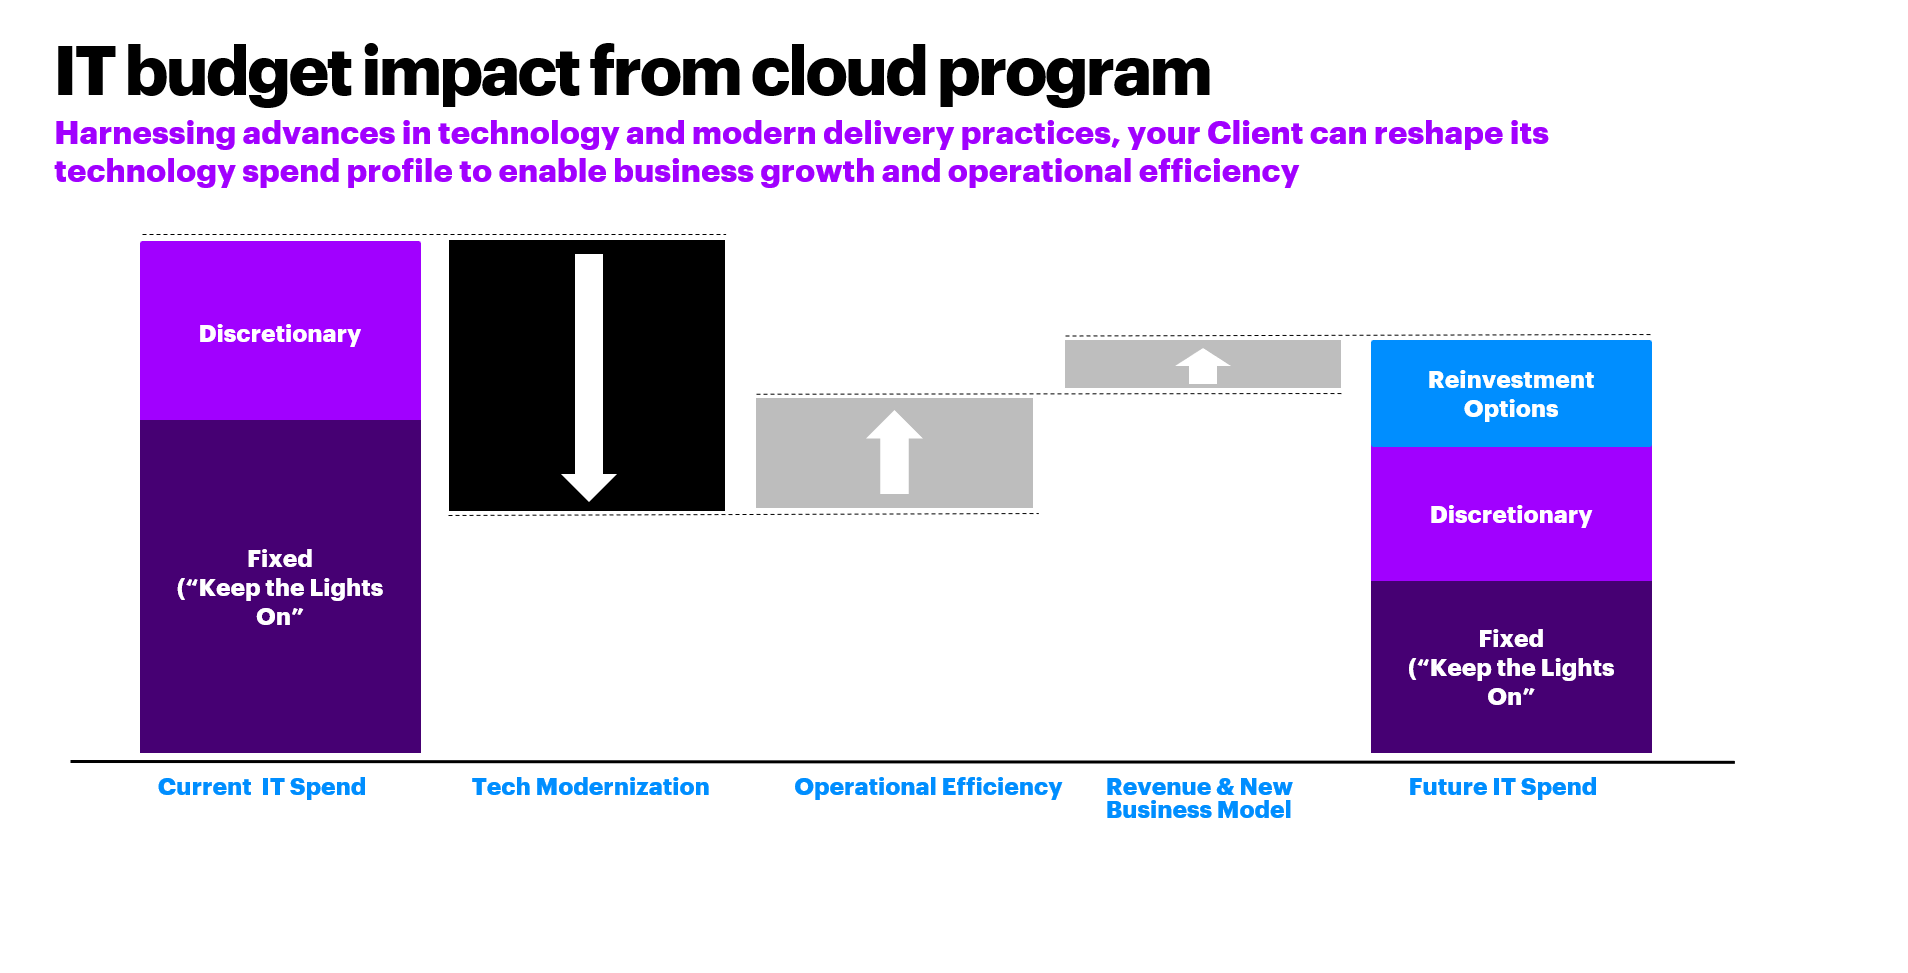 IT budget impact from cloud program
Harnessing advances in technology and modern delivery practices, your Client can reshape its
technology spend profile to enable business growth and operational efficiency
Discretionary
Fixed
(“Keep the Lights
On”
Reinvestment
Options
Discretionary
Fixed
(“Keep the Lights
On”
Current  IT Spend
Tech Modernization
Operational Efficiency
Revenue & New
Business Model
Future IT Spend